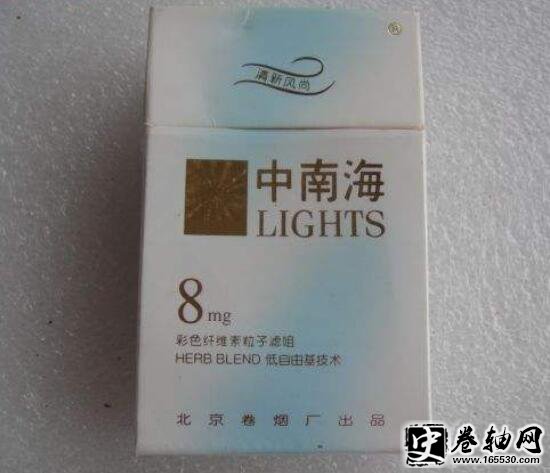 ®
清新风尚
中南海
LIGHTS
8mg
彩色纤维素粒子滤咀
HERB BLEND 低自由基技术
北京卷烟厂出品
卷轴网
www.165530.com